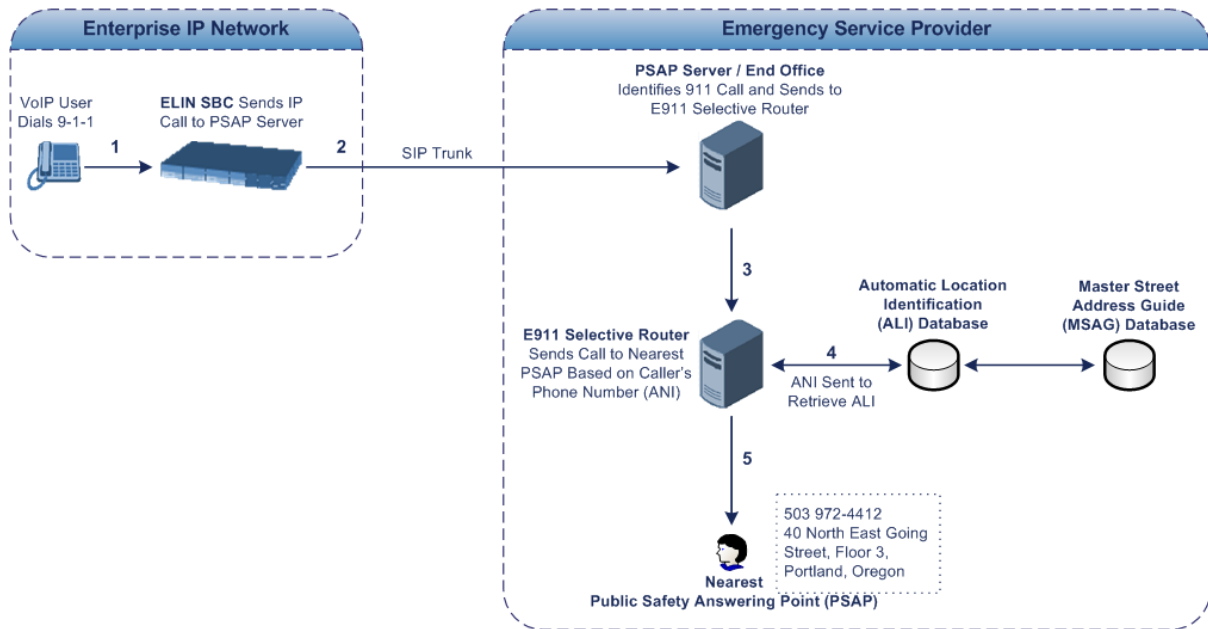 Enterprise IP Network
Emergency Service Provider
VoIP User
Dials 9-1-1
1
ELIN SBC Sends IP
Call to PSAP Server
2
SIP Trunk
PSAP Server / End Office
Identifies 911 Call and Sends to
E911 Selective Router
3
E911 Selective Router
Sends Call to Nearest
PSAP Based on Caller's
Phone Number (ANI)
4
ANI Sent to
Retrieve ALI
Automatic Location
Identification
(ALI) Database
Master Street
Address Guide
(MSAG) Database
5
503 972-4412
40 North East Going
Street, Floor 3,
Portland, Oregon
Nearest
Public Safety Answering Point (PSAP)